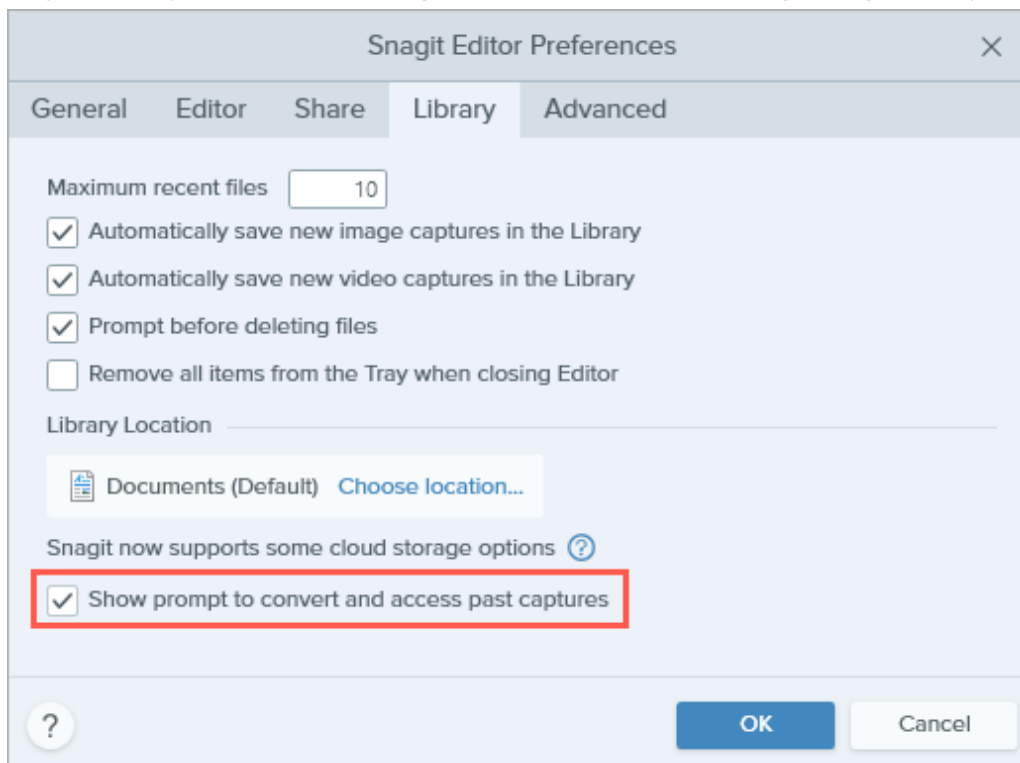 Snagit Editor Preferences
General Editor Share Library Advanced
Maximum recent files 10
Automatically save new image captures in the Library
Automatically save new video captures in the Library
Prompt before deleting files
Remove all items from the Tray when closing Editor
Library Location
Documents (Default) Choose location...
Snagit now supports some cloud storage options ?
Show prompt to convert and access past captures
? OK Cancel